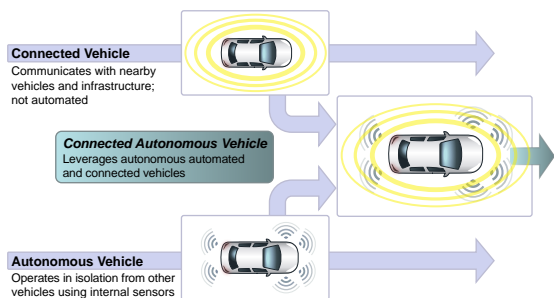 Connected Vehicle
Communicates with nearby
vehicles and infrastructure;
not automated
Connected Autonomous Vehicle
Leverages autonomous automated
and connected vehicles
Autonomous Vehicle
Operates in isolation from other
vehicles using internal sensors